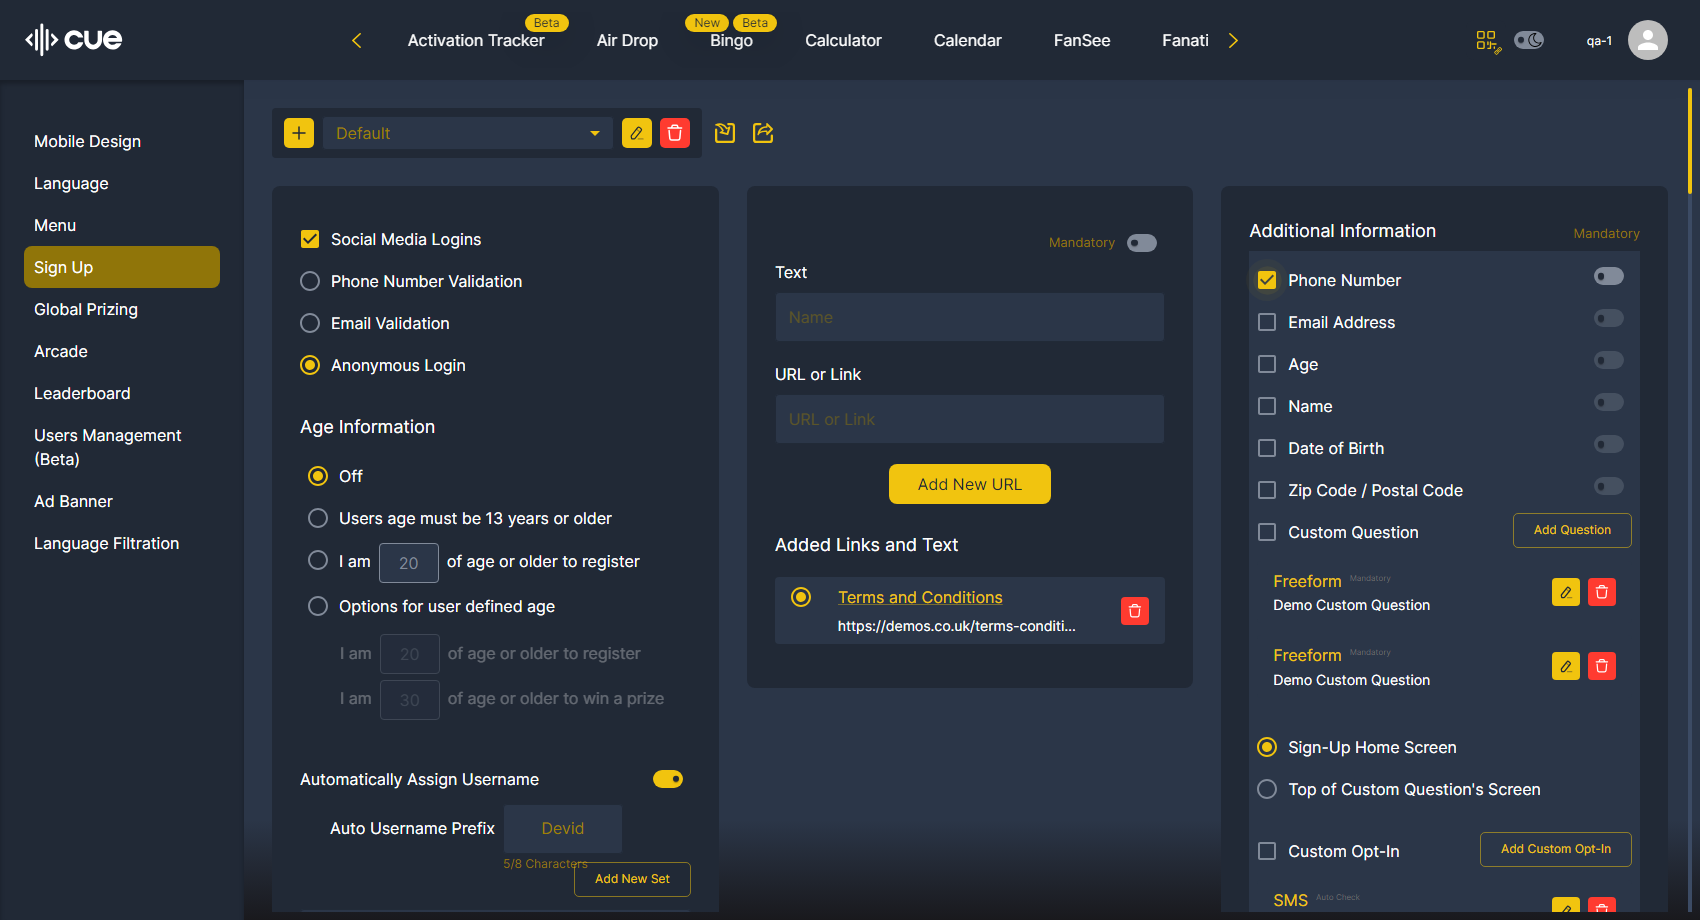 cue
Beta
New
Beta
Activation Tracker
Air Drop
Bingo
Calculator
Calendar
FanSee
Fanati
qa-1
Mobile Design
Language
Menu
Sign Up
Global Prizing
Arcade
Leaderboard
Users Management
(Beta)
Ad Banner
Language Filtration
Default
Social Media Logins
Phone Number Validation
Email Validation
Anonymous Login
Age Information
Off
Users age must be 13 years or older
I am 20 of age or older to register
Options for user defined age
I am 20 of age or older to register
I am 30 of age or older to win a prize
Automatically Assign Username
Auto Username Prefix Devid
5/8 Characters
Add New Set
Mandatory
Text
Name
URL or Link
URL or Link
Add New URL
Added Links and Text
Terms and Conditions
https://demos.co.uk/terms-conditi...
Additional Information
Mandatory
Phone Number
Email Address
Age
Name
Date of Birth
Zip Code / Postal Code
Custom Question
Add Question
Freeform Mandatory
Demo Custom Question
Freeform Mandatory
Demo Custom Question
Sign-Up Home Screen
Top of Custom Question's Screen
Custom Opt-In
Add Custom Opt-In
SMS Auto Check